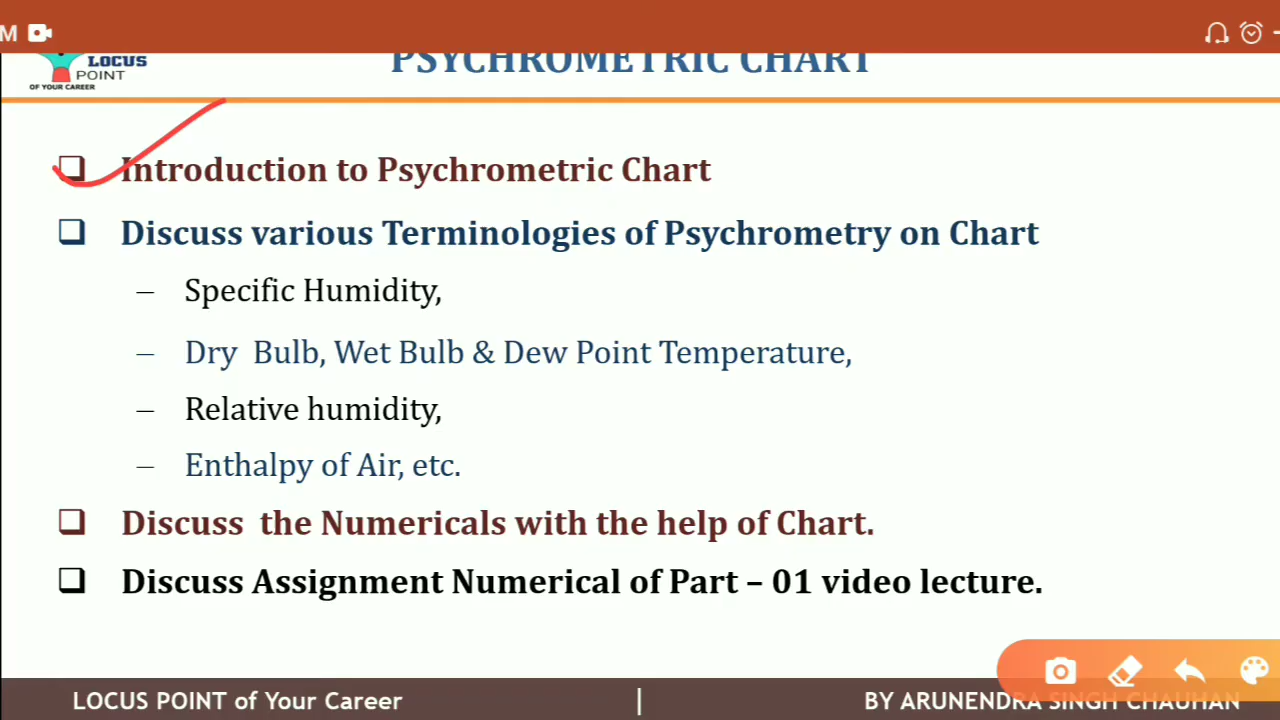 M
LOCUS
POINT
OF YOUR CAREER
PSYCHROMETRIC CHART
❑ Introduction to Psychrometric Chart
❑ Discuss various Terminologies of Psychrometry on Chart
– Specific Humidity,
– Dry Bulb, Wet Bulb & Dew Point Temperature,
– Relative humidity,
– Enthalpy of Air, etc.
❑ Discuss the Numericals with the help of Chart.
❑ Discuss Assignment Numerical of Part – 01 video lecture.
LOCUS POINT of Your Career | BY ARUNENDRA SINGH CHAUHAN